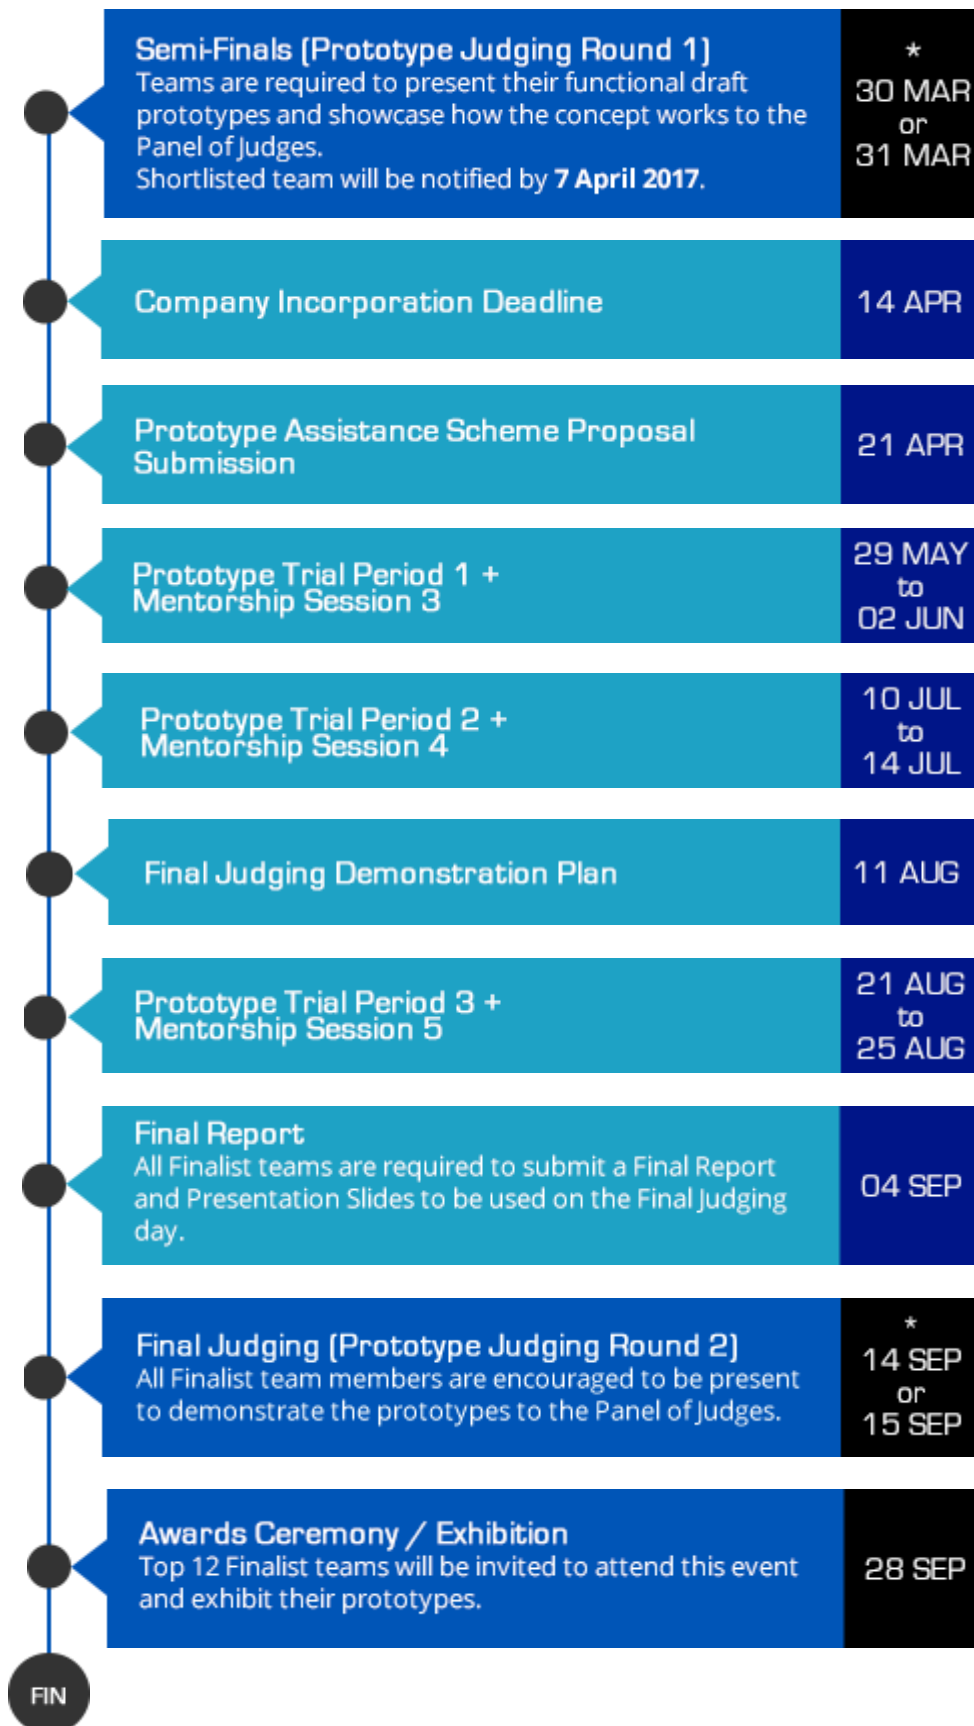 Semi-Finals (Prototype Judging Round 1)
Teams are required to present their functional draft
prototypes and showcase how the concept works to the
Panel of Judges.
Shortlisted team will be notified by 7 April 2017.
*
30 MAR
or
31 MAR
Company Incorporation Deadline
14 APR
Prototype Assistance Scheme Proposal
Submission
21 APR
Prototype Trial Period 1 +
Mentorship Session 3
29 MAY
to
02 JUN
Prototype Trial Period 2 +
Mentorship Session 4
10 JUL
to
14 JUL
Final Judging Demonstration Plan
11 AUG
Prototype Trial Period 3 +
Mentorship Session 5
21 AUG
to
25 AUG
Final Report
All Finalist teams are required to submit a Final Report
and Presentation Slides to be used on the Final Judging
day.
04 SEP
Final Judging (Prototype Judging Round 2)
All Finalist team members are encouraged to be present
to demonstrate the prototypes to the Panel of Judges.
*
14 SEP
or
15 SEP
Awards Ceremony / Exhibition
Top 12 Finalist teams will be invited to attend this event
and exhibit their prototypes.
28 SEP
FIN